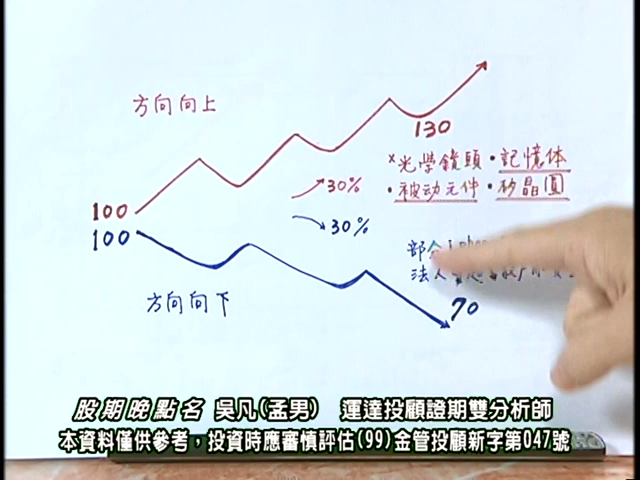 方向向上
130
x光學鏡頭·記憶体
·被动元件·矽晶圓
30%
100
100
30%
部分
法人
方向向下
70
股期晚點名 吳凡(孟男) 運達投顧證期雙分析師
本資料僅供參考，投資時應審慎評估(99)金管投顧新字第047號